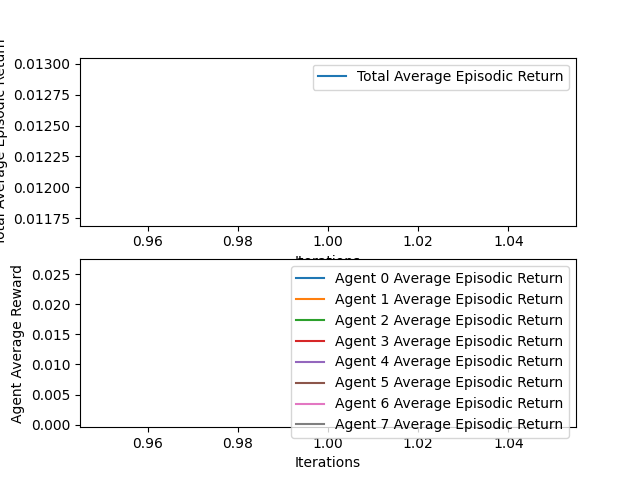 Total Average Episodic Return
0.01300
0.01275
0.01250
0.01225
0.01200
0.01175
Total Average Episodic Return
0.96
0.98
1.00
1.02
1.04
Iterations
Agent Average Reward
0.025
0.020
0.015
0.010
0.005
0.000
Agent 0 Average Episodic Return
Agent 1 Average Episodic Return
Agent 2 Average Episodic Return
Agent 3 Average Episodic Return
Agent 4 Average Episodic Return
Agent 5 Average Episodic Return
Agent 6 Average Episodic Return
Agent 7 Average Episodic Return
0.96
0.98
1.00
1.02
1.04
Iterations